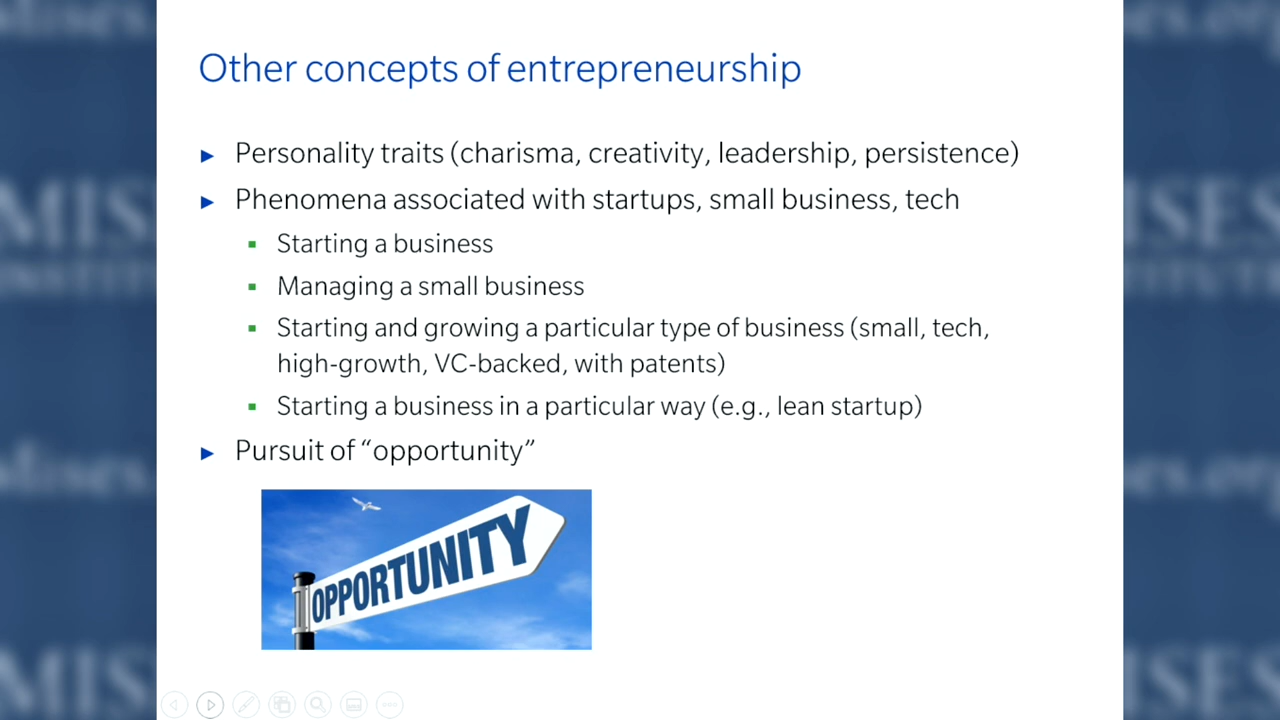 Other concepts of entrepreneurship
Personality traits (charisma, creativity, leadership, persistence)
Phenomena associated with startups, small business, tech
Starting a business
Managing a small business
Starting and growing a particular type of business (small, tech,
high-growth, VC-backed, with patents)
Starting a business in a particular way (e.g., lean startup)
Pursuit of “opportunity”
OPPORTUNITY